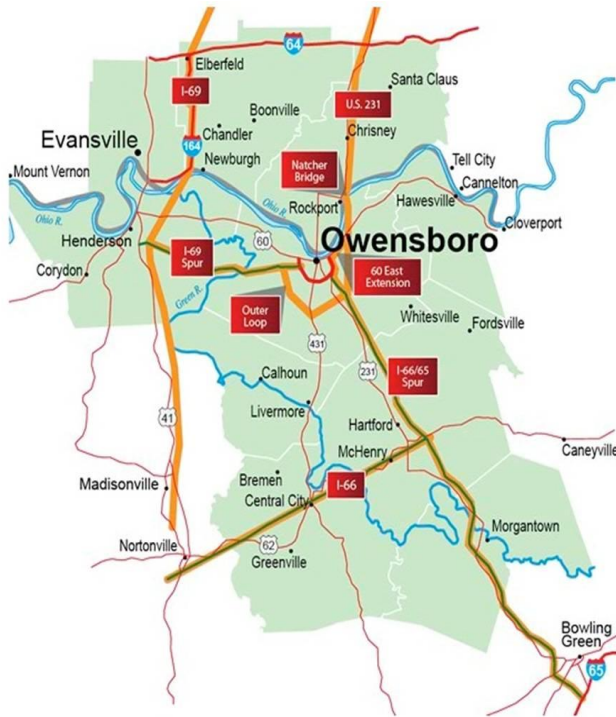 64
Elberfeld
I-69
Santa Claus
U.S. 231
Boonville
Chandler
Evansville
164
Chrisney
Newburgh
Mount Vernon
Natcher
Bridge
Tell City
Cannelton
Rockport
Hawesville
Ohio R.
Ohio R.
Cloverport
Henderson
60
Owensboro
I-69
Spur
60 East
Extension
Corydon
Green R.
Outer
Loop
Whitesville
Fordsville
431
231
I-66/65
Spur
Calhoun
41
Livermore
Hartford
McHenry
Caneyville
Bremen
Madisonville
I-66
Central City
Morgantown
Nortonville
62
Greenville
Bowling
Green
65